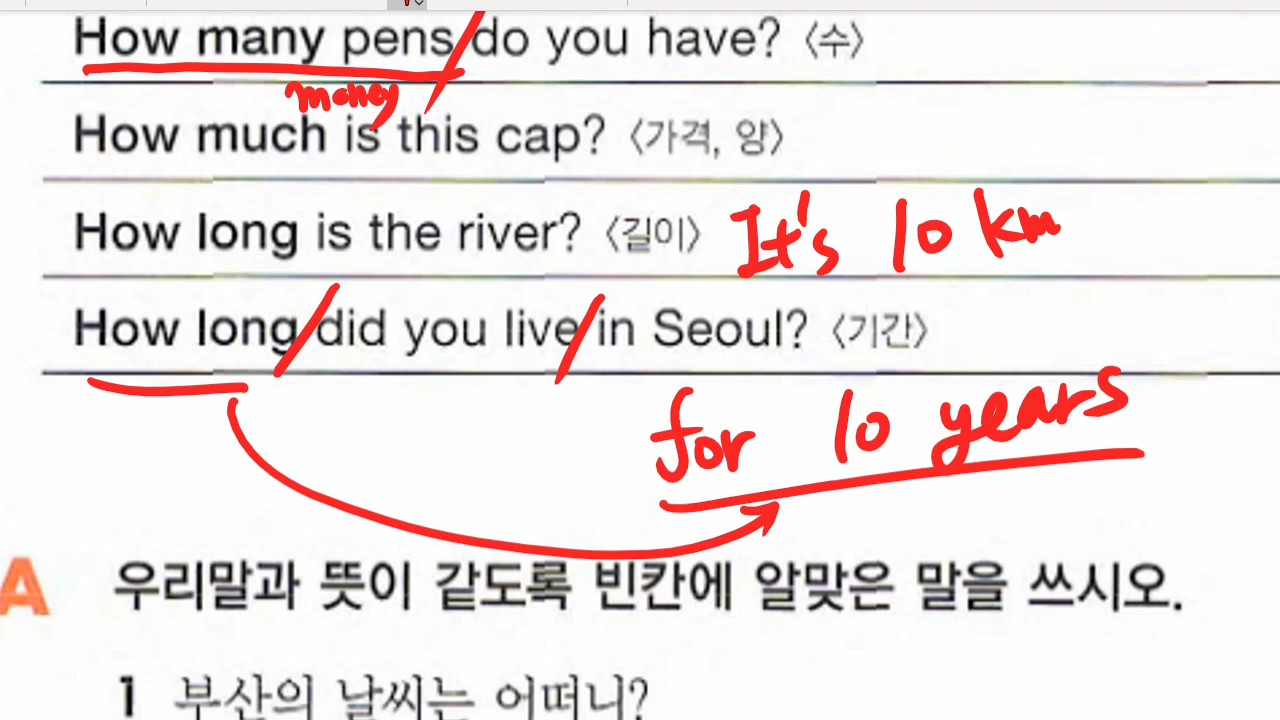 How many pens do you have? 〈수〉
money
How much is this cap? 〈가격, 양〉
How long is the river? 〈길이〉 It's 10 km
How long did you live in Seoul? 〈기간〉
for 10 years
A 우리말과 뜻이 같도록 빈칸에 알맞은 말을 쓰시오.
1 부산의 날씨는 어떠니?